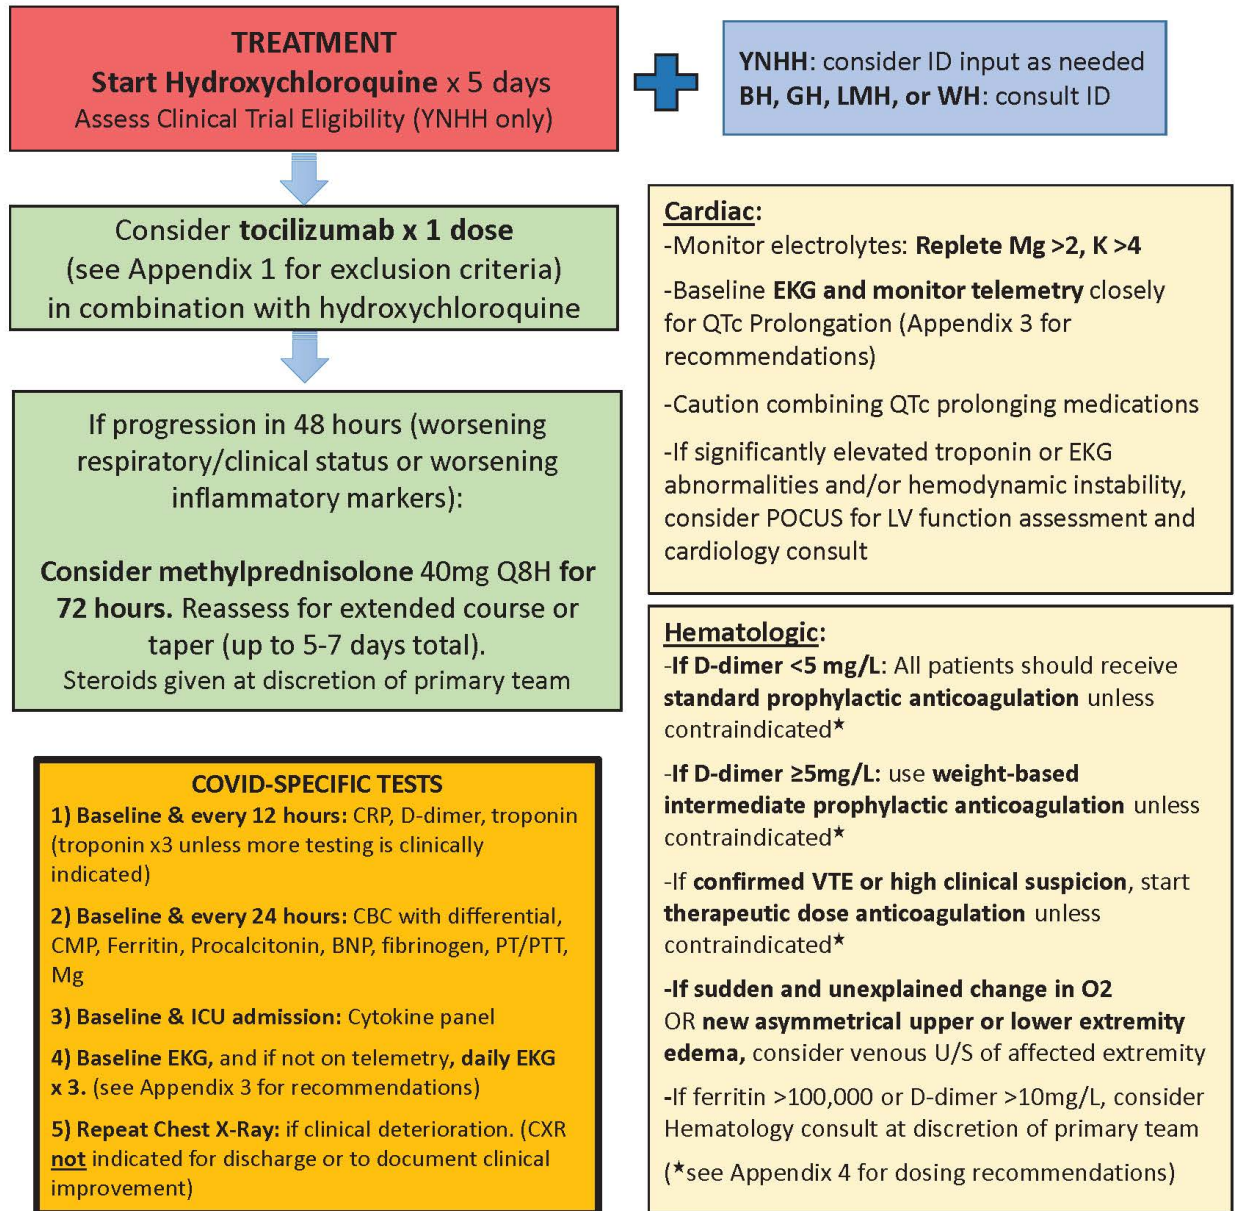 TREATMENT
Start Hydroxychloroquine x 5 days
Assess Clinical Trial Eligibility (YNHH only)
YNHH: consider ID input as needed
BH, GH, LMH, or WH: consult ID
Consider tocilizumab x 1 dose
(see Appendix 1 for exclusion criteria)
in combination with hydroxychloroquine
If progression in 48 hours (worsening
respiratory/clinical status or worsening
inflammatory markers):
Consider methylprednisolone 40mg Q8H for
72 hours. Reassess for extended course or
taper (up to 5-7 days total).
Steroids given at discretion of primary team
COVID-SPECIFIC TESTS
1) Baseline & every 12 hours: CRP, D-dimer, troponin
(troponin x3 unless more testing is clinically
indicated)
2) Baseline & every 24 hours: CBC with differential,
CMP, Ferritin, Procalcitonin, BNP, fibrinogen, PT/PTT,
Mg
3) Baseline & ICU admission: Cytokine panel
4) Baseline EKG, and if not on telemetry, daily EKG
x 3. (see Appendix 3 for recommendations)
5) Repeat Chest X-Ray: if clinical deterioration. (CXR
not indicated for discharge or to document clinical
improvement)
Cardiac:
-Monitor electrolytes: Replete Mg >2, K >4
-Baseline EKG and monitor telemetry closely
for QTc Prolongation (Appendix 3 for
recommendations)
-Caution combining QTc prolonging medications
-If significantly elevated troponin or EKG
abnormalities and/or hemodynamic instability,
consider POCUS for LV function assessment and
cardiology consult
Hematologic:
-If D-dimer <5 mg/L: All patients should receive
standard prophylactic anticoagulation unless
contraindicated★
-If D-dimer ≥5mg/L: use weight-based
intermediate prophylactic anticoagulation unless
contraindicated★
-If confirmed VTE or high clinical suspicion, start
therapeutic dose anticoagulation unless
contraindicated★
-If sudden and unexplained change in O2
OR new asymmetrical upper or lower extremity
edema, consider venous U/S of affected extremity
-If ferritin >100,000 or D-dimer >10mg/L, consider
Hematology consult at discretion of primary team
(★see Appendix 4 for dosing recommendations)